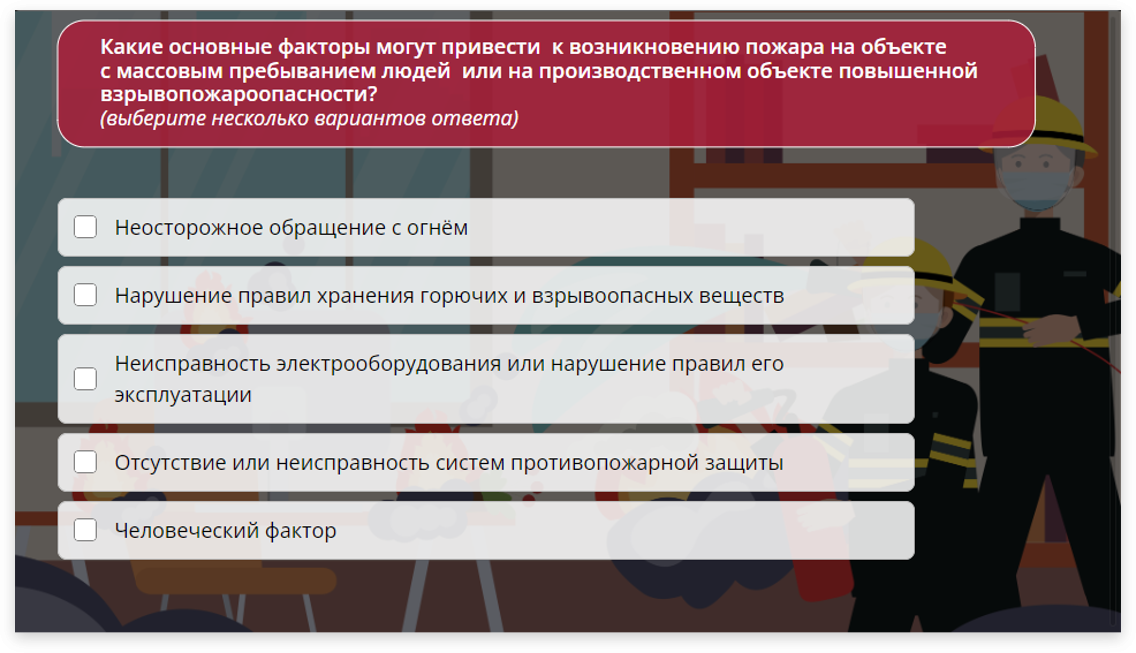 Какие основные факторы могут привести к возникновению пожара на объекте
с массовым пребыванием людей или на производственном объекте повышенной
взрывопожароопасности?
(выберите несколько вариантов ответа)
Неосторожное обращение с огнём
Нарушение правил хранения горючих и взрывоопасных веществ
Неисправность электрооборудования или нарушение правил его
эксплуатации
Отсутствие или неисправность систем противопожарной защиты
Человеческий фактор